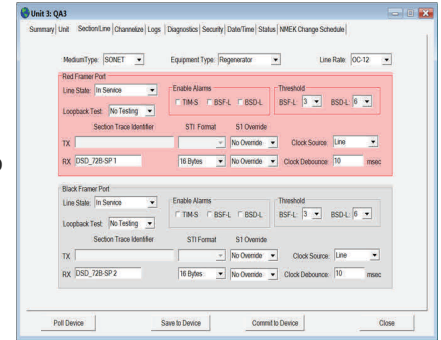 Unit 3: QA3
Summary Unit Section/Line Channelize Logs Diagnostics Security Date/Time Status NMEK Change Schedule
MediumType: SONET Equipment Type: Regenerator Line Rate: OC-12
Red Framer Port
Line State: In Service Enable Alarms Threshold
TIM-S BSF-L BSD-L BSF-L: 3 BSD-L: 6
Loopback Test: No Testing
Section Trace Identifier STI Format S1 Override
TX No Override Clock Source: Line
RX DSD_72B-SP1 16 Bytes No Override Clock Debounce: 10 msec
Black Framer Port
Line State: In Service Enable Alarms Threshold
TIM-S BSF-L BSD-L BSF-L: 3 BSD-L: 6
Loopback Test: No Testing
Section Trace Identifier STI Format S1 Override
TX No Override Clock Source: Line
RX DSD_72B-SP2 16 Bytes No Override Clock Debounce: 10 msec
Poll Device Save to Device Commit to Device Close